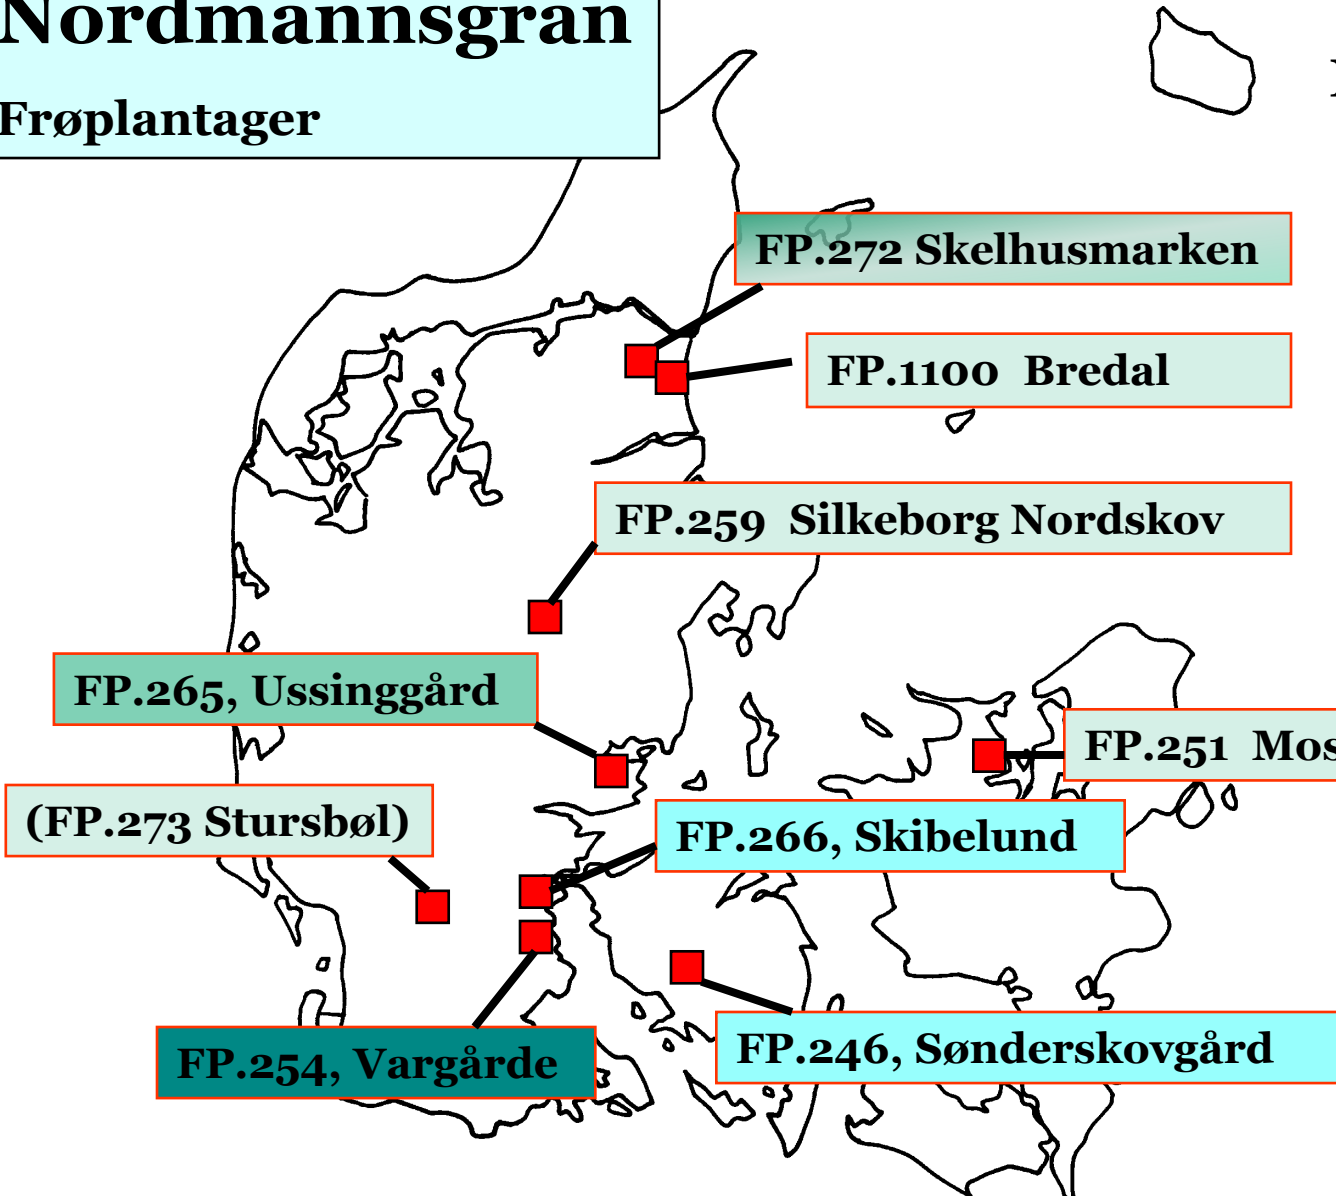 Nordmannsgran
Frøplantager
FP.272 Skelhusmarken
FP.1100 Bredal
FP.259 Silkeborg Nordskov
FP.265, Ussinggård
FP.251
(FP.273 Stursbøl)
FP.266, Skibelund
FP.254, Vargårde
FP.246, Sønderskovgård